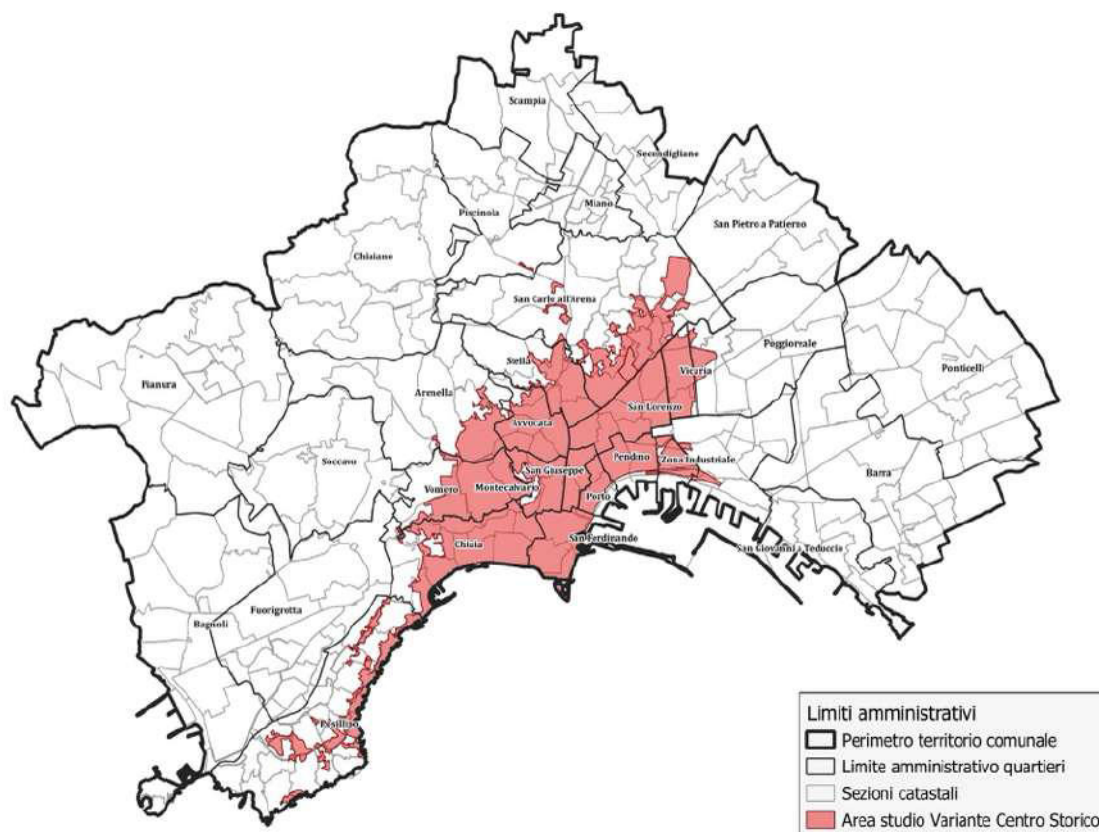 Scampia
Secondigliano
Miano
Piscinola
San Pietro a Patierno
Chiaiano
San Carlo all'Arena
Poggioreale
Stella
Ponticelli
Vicaria
Pianura
Arenella
San Lorenzo
Avvocata
Pendino
Zona Industriale
San Giuseppe
Soccavo
Barra
Vomero
Montecalvario
Porto
San Ferdinando
San Giovanni a Teduccio
Chiaia
Fuorigrotta
Bagnoli
Posillipo
Limiti amministrativi
Perimetro territorio comunale
Limite amministrativo quartieri
Sezioni catastali
Area studio Variante Centro Storico